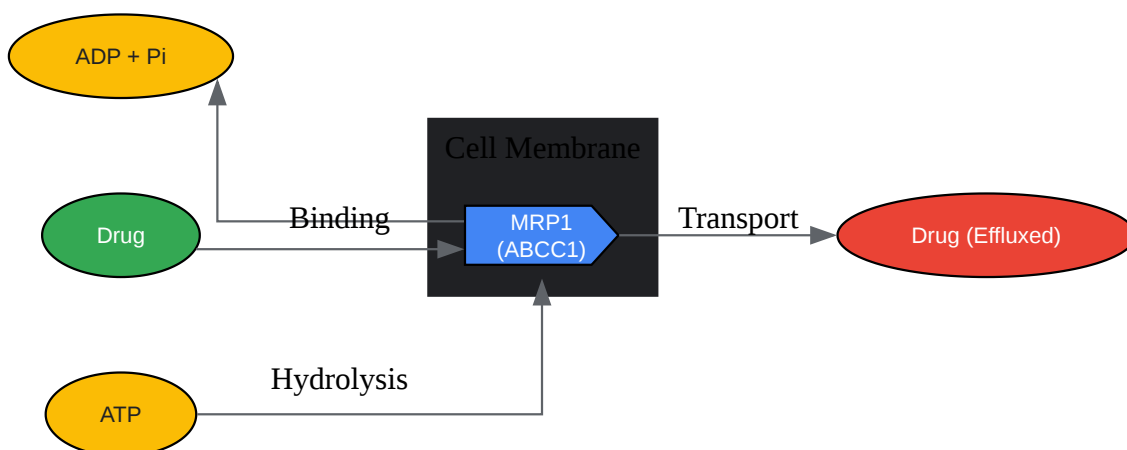 ADP + Pi
Cell Membrane
Binding
Drug
MRP1
(ABCC1)
Transport
Drug (Effluxed)
Hydrolysis
ATP